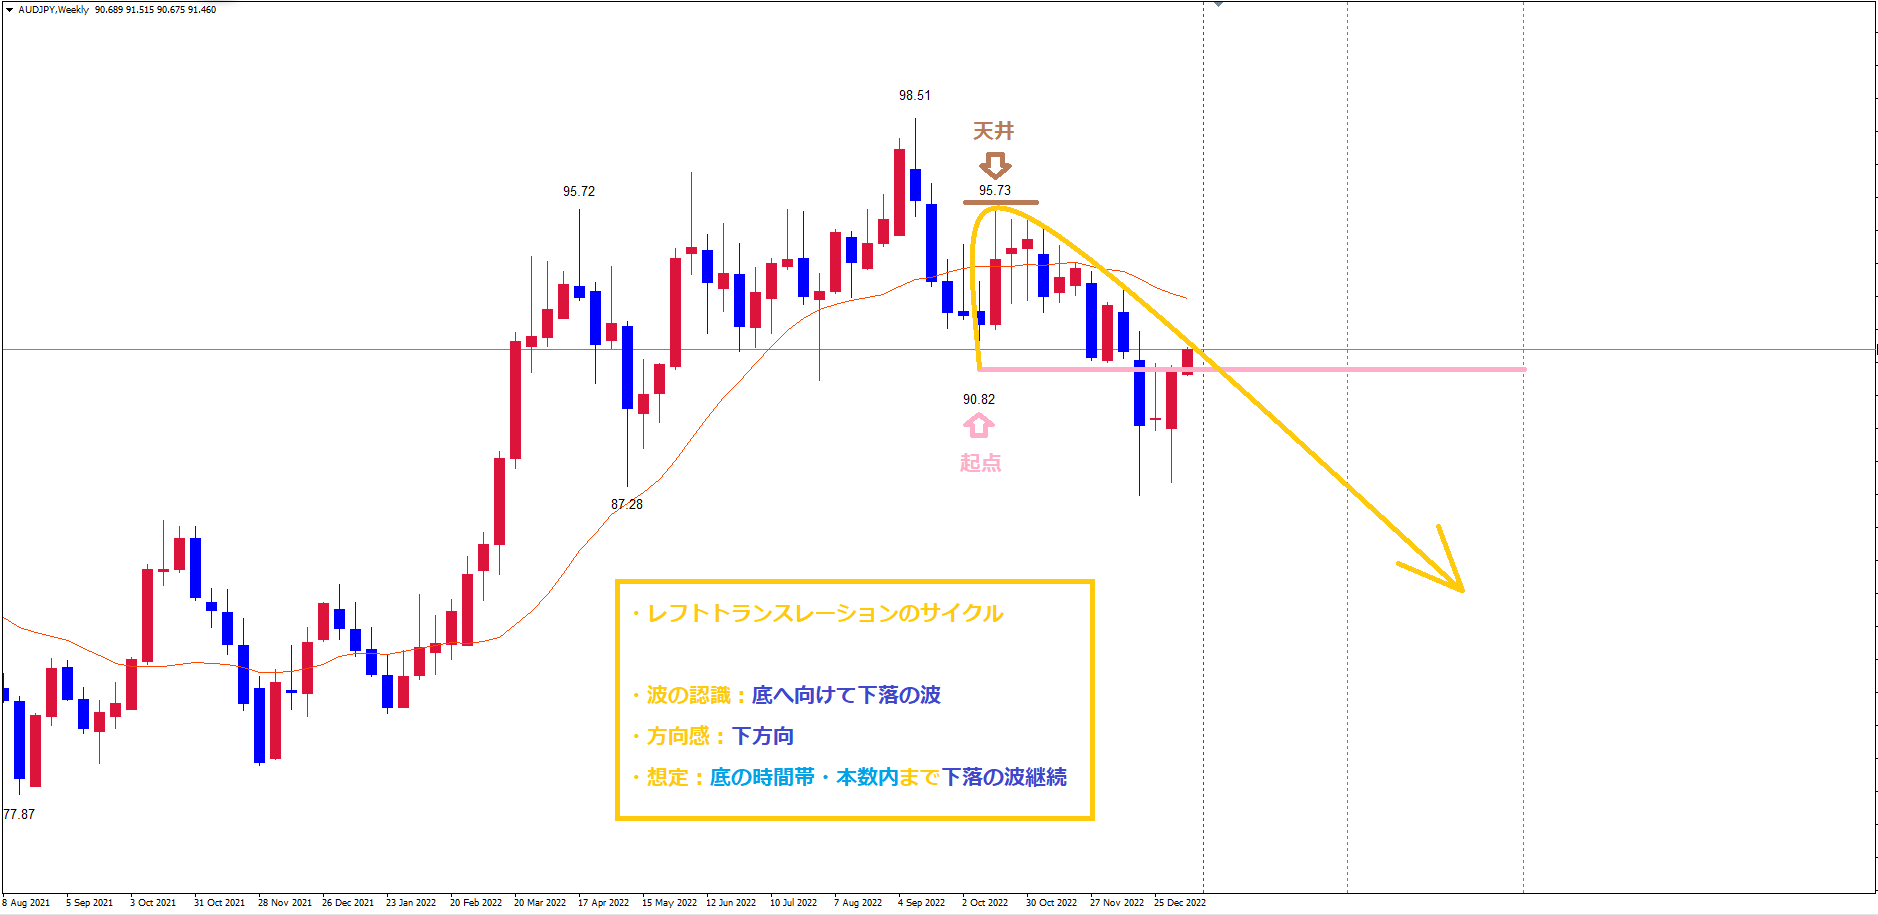 AUDJPY,Weekly 90.689 91.515 90.675 91.460
98.51
天井
95.72
95.73
90.82
起点
87.28
・レフトトランスレーションのサイクル
・波の認識：底へ向けて下落の波
・方向感：下方向
・想定：底の時間帯・本数内まで下落の波継続
77.87
8 Aug 2021 5 Sep 2021 3 Oct 2021 31 Oct 2021 28 Nov 2021 26 Dec 2021 23 Jan 2022 20 Feb 2022 20 Mar 2022 17 Apr 2022 15 May 2022 12 Jun 2022 10 Jul 2022 7 Aug 2022 4 Sep 2022 2 Oct 2022 30 Oct 2022 27 Nov 2022 25 Dec 2022